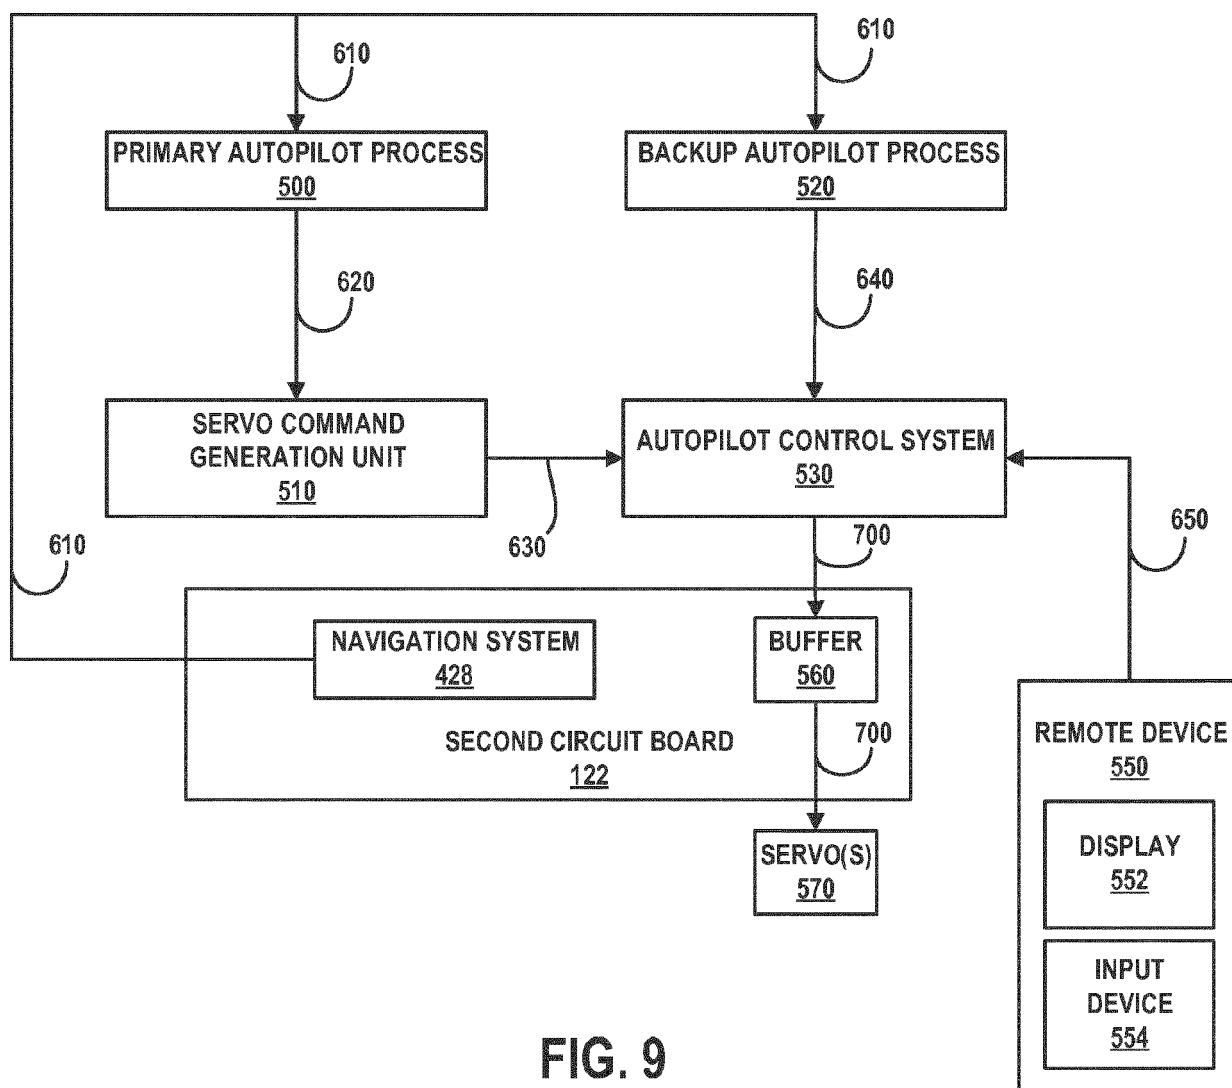 610
610
PRIMARY AUTOPILOT PROCESS
500
BACKUP AUTOPILOT PROCESS
520
620
640
SERVO COMMAND
GENERATION UNIT
510
AUTOPILOT CONTROL SYSTEM
530
630
610
700
650
NAVIGATION SYSTEM
428
BUFFER
560
SECOND CIRCUIT BOARD
122
700
SERVO(S)
570
REMOTE DEVICE
550
DISPLAY
552
INPUT
DEVICE
554
FIG. 9